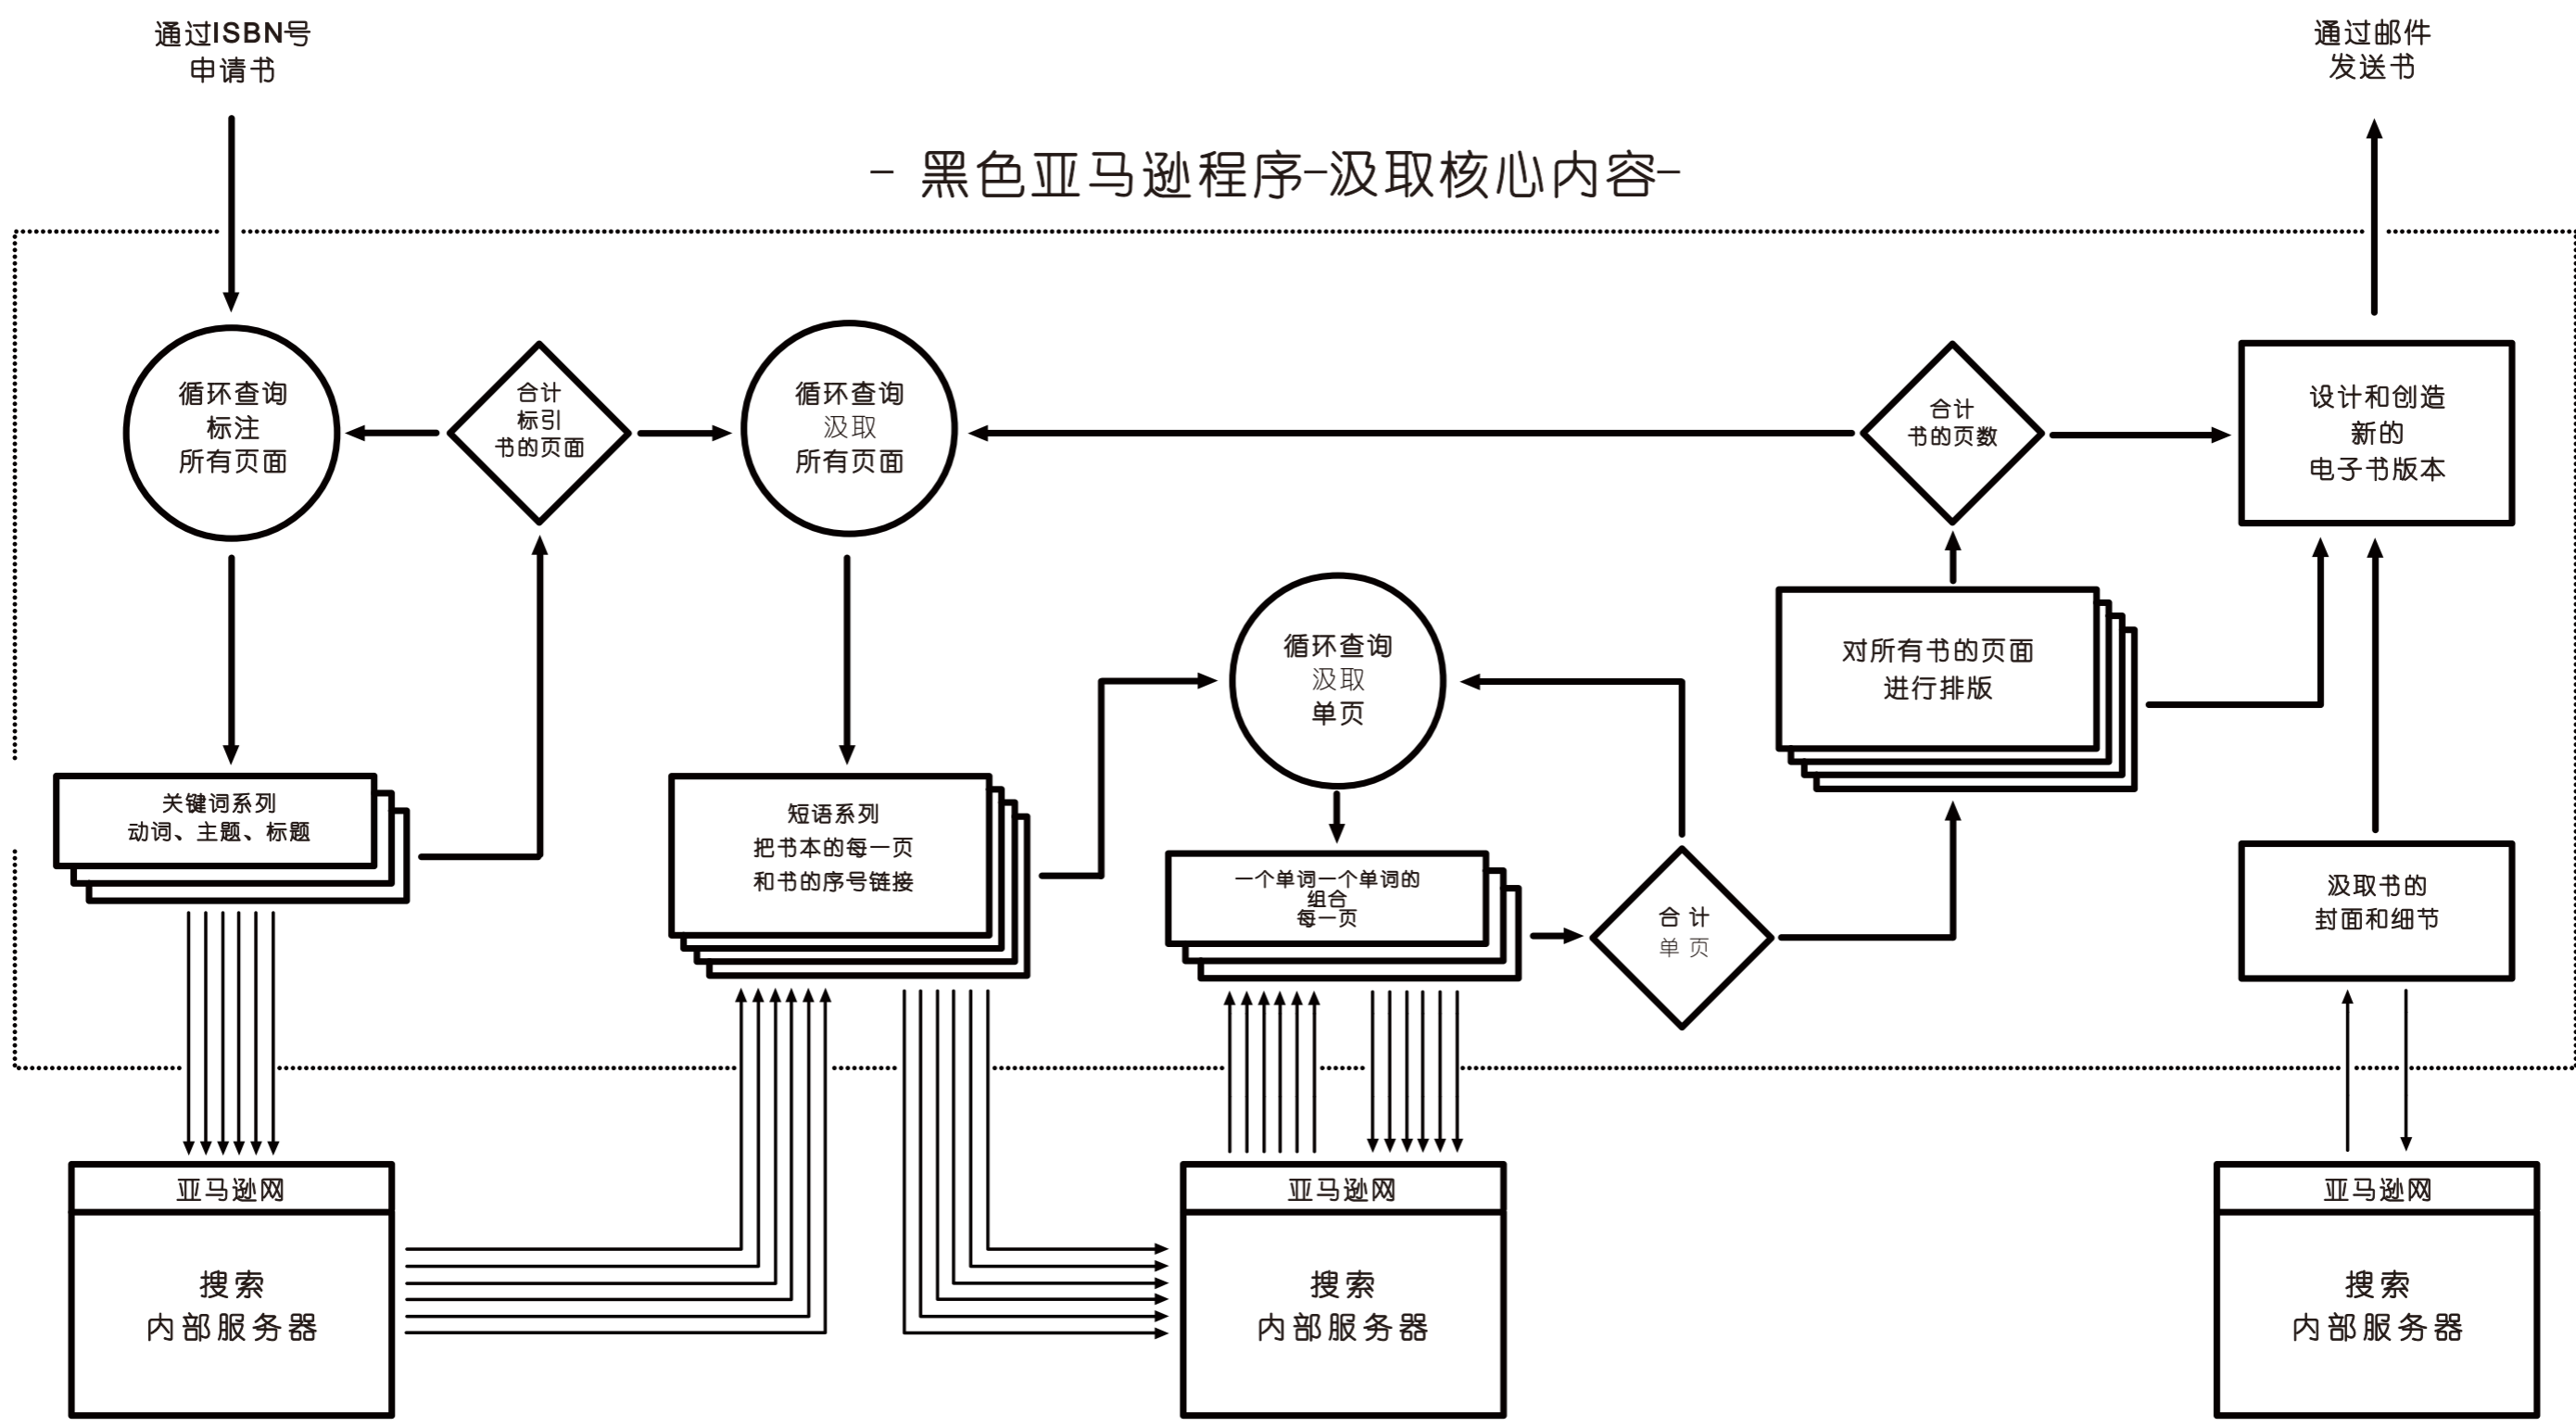 通过ISBN号
申请书
通过邮件
发送书
- 黑色亚马逊程序-汲取核心内容-
循环查询
标注
所有页面
合计
标引
书的页面
循环查询
汲取
所有页面
合计
书的页数
设计和创造
新的
电子书版本
循环查询
汲取
单页
对所有书的页面
进行排版
关键词系列
动词、主题、标题
短语系列
把书本的每一页
和书的序号链接
一个单词一个单词的
组合
每一页
合计
单页
汲取书的
封面和细节
亚马逊网
搜索
内部服务器
亚马逊网
搜索
内部服务器
亚马逊网
搜索
内部服务器